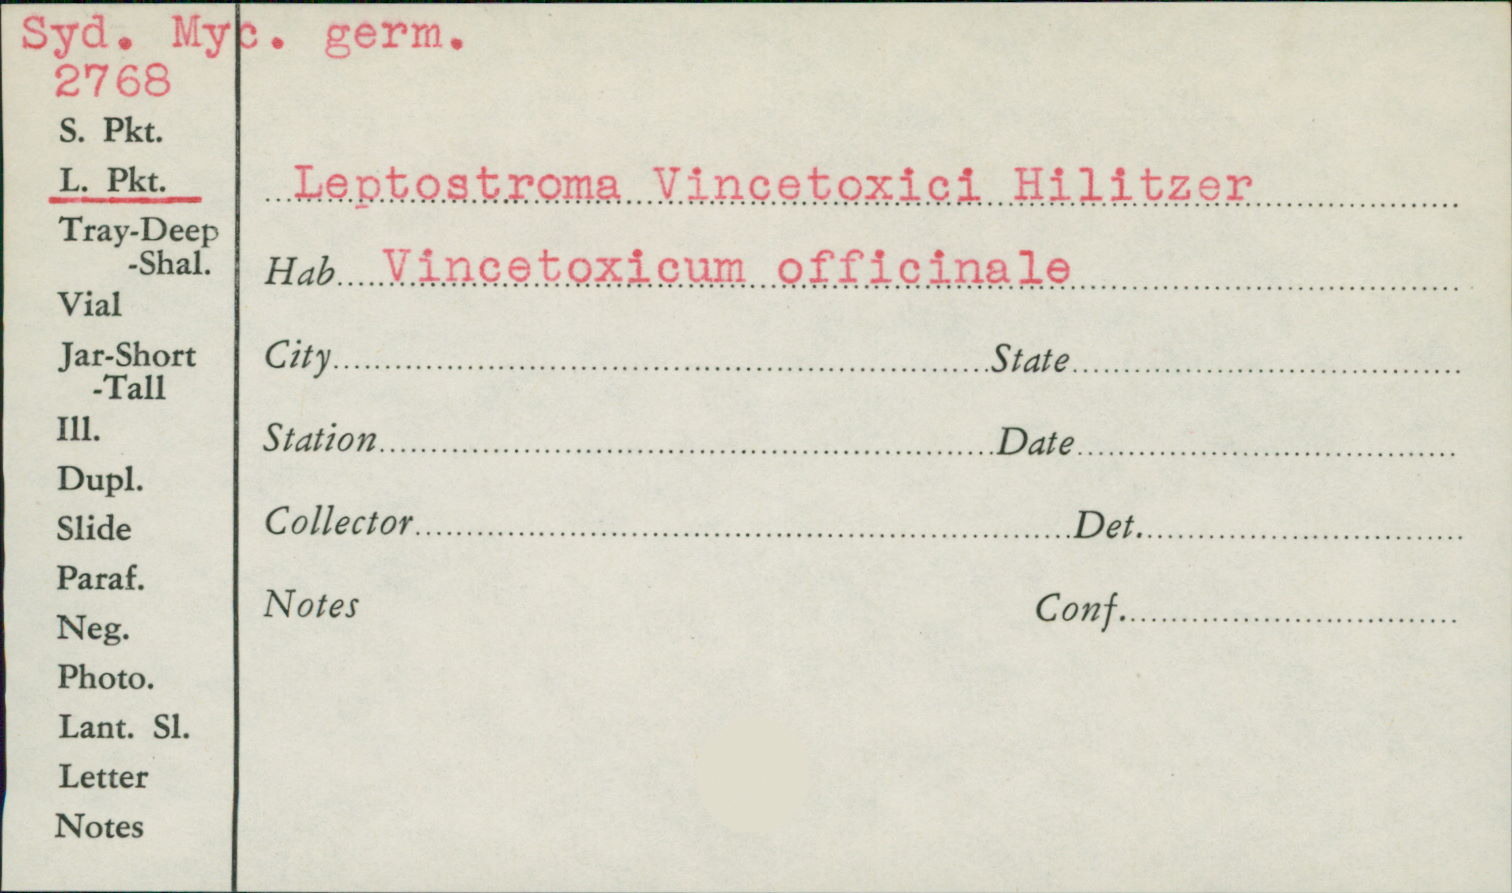 Syd. Myc. germ.
2768
S. Pkt.
L. Pkt.
Tray-Deep
-Shal.
Vial
Jar-Short
-Tall
Ill.
Dupl.
Slide
Paraf.
Neg.
Photo.
Lant. Sl.
Letter
Notes
Leptostroma Vincetoxici Hilitzer
Hab. Vincetoxicum officinale
City State
Station Date
Collector Det.
Notes Conf.